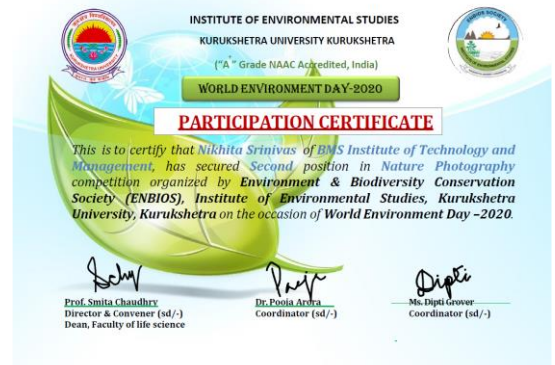 INSTITUTE OF ENVIRONMENTAL STUDIES
KURUKSHETRA UNIVERSITY KURUKSHETRA
("A+" Grade NAAC Accredited, India)
WORLD ENVIRONMENT DAY-2020
PARTICIPATION CERTIFICATE
This is to certify that Nikhita Srinivas of BMS Institute of Technology and
Management, has secured Second position in Nature Photography
competition organized by Environment & Biodiversity Conservation
Society (ENBIOS), Institute of Environmental Studies, Kurukshetra
University, Kurukshetra on the occasion of World Environment Day –2020.
Dipti
Prof. Smita Chaudhry
Director & Convener (sd/-)
Dean, Faculty of life science
Dr. Pooja Arora
Coordinator (sd/-)
Ms. Dipti Grover
Coordinator (sd/-)